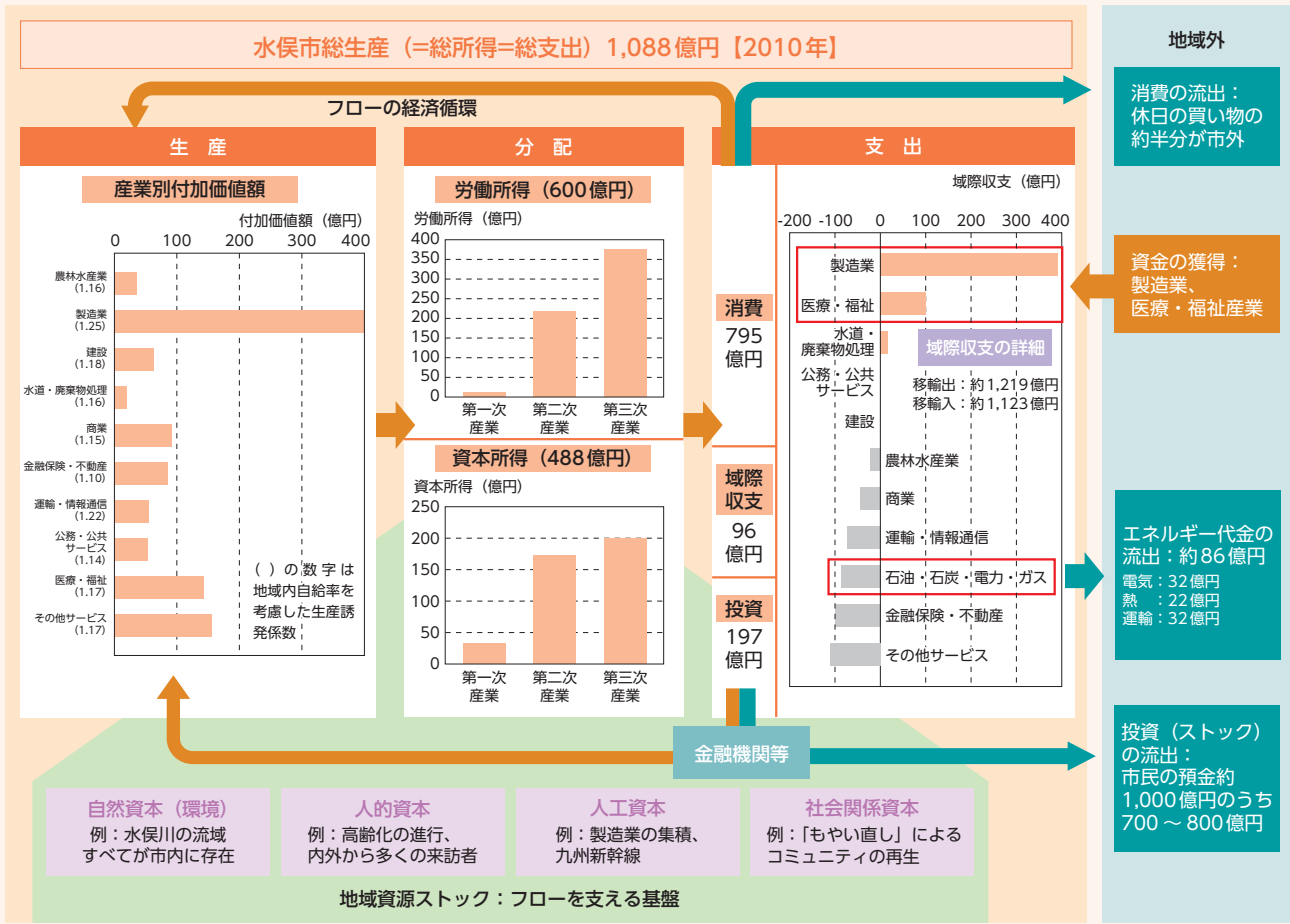 水俣市総生産（=総所得=総支出）1,088億円【2010年】
フローの経済循環
生 産
産業別付加価値額
付加価値額（億円）
0 100 200 300 400
農林水産業
(1.16)
製造業
(1.25)
建設
(1.18)
水道・廃棄物処理
(1.16)
商業
(1.15)
金融保険・不動産
(1.10)
運輸・情報通信
(1.22)
公務・公共
サービス
(1.14)
医療・福祉
(1.17)
その他サービス
(1.17)
（ ）の数字は
地域内自給率を
考慮した生産誘
発係数
分 配
労働所得（600億円）
労働所得（億円）
400
350
300
250
200
150
100
50
0
第一次
産業
第二次
産業
第三次
産業
資本所得（488億円）
資本所得（億円）
250
200
150
100
50
0
第一次
産業
第二次
産業
第三次
産業
支 出
消費
795
億円
域際
収支
96
億円
投資
197
億円
域際収支（億円）
-200 -100 0 100 200 300 400
製造業
医療・福祉
水道・
廃棄物処理
公務・公共
サービス
建設
域際収支の詳細
移輸出：約1,219億円
移輸入：約1,123億円
農林水産業
商業
運輸・情報通信
石油・石炭・電力・ガス
金融保険・不動産
その他サービス
地域外
消費の流出：
休日の買い物の
約半分が市外
資金の獲得：
製造業、
医療・福祉産業
エネルギー代金の
流出：約86億円
電気：32億円
熱　：22億円
運輸：32億円
投資（ストック）
の流出：
市民の預金約
1,000億円のうち
700～800億円
金融機関等
自然資本（環境）
例：水俣川の流域
すべてが市内に存在
人的資本
例：高齢化の進行、
内外から多くの来訪者
人工資本
例：製造業の集積、
九州新幹線
社会関係資本
例：「もやい直し」による
コミュニティの再生
地域資源ストック：フローを支える基盤